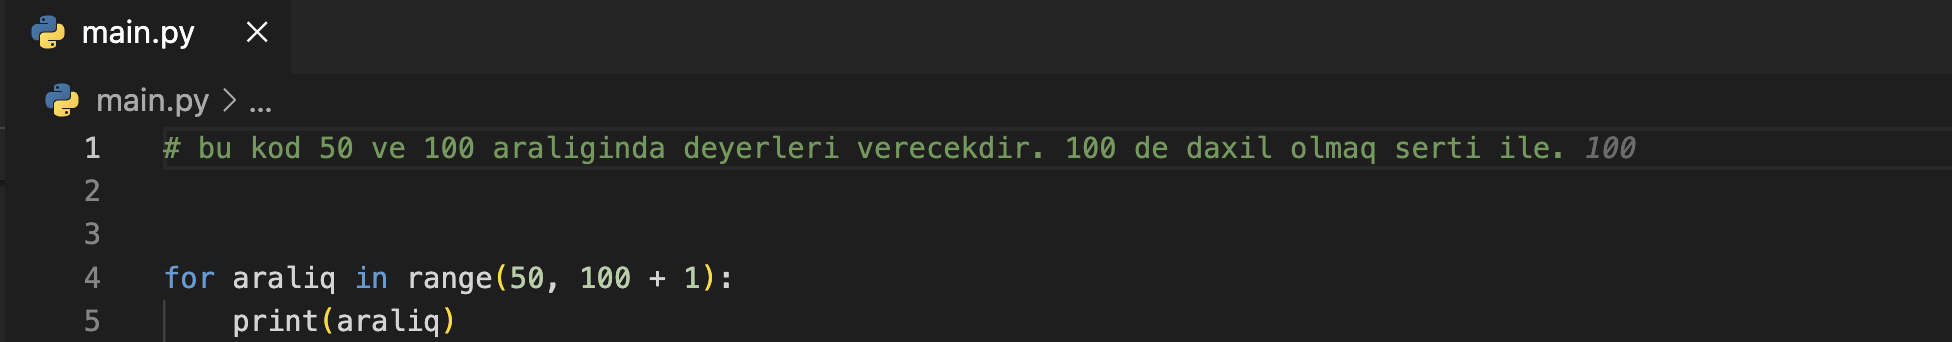 main.py
main.py > ...
1 # bu kod 50 ve 100 araliginda deyerleri verecekdir. 100 de daxil olmaq serti ile. 100
2
3
4 for araliq in range(50, 100 + 1):
5     print(araliq)